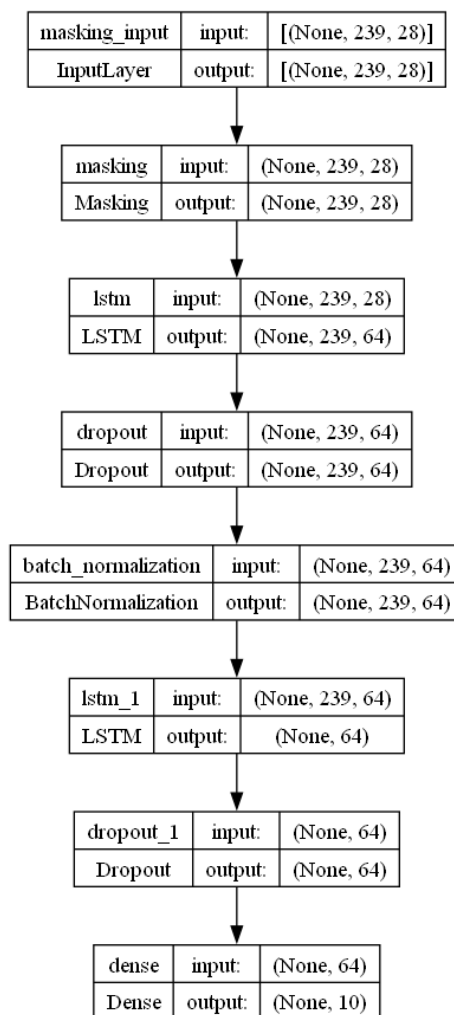 masking_input input: [(None, 239, 28)]
InputLayer output: [(None, 239, 28)]
masking input: (None, 239, 28)
Masking output: (None, 239, 28)
lstm input: (None, 239, 28)
LSTM output: (None, 239, 64)
dropout input: (None, 239, 64)
Dropout output: (None, 239, 64)
batch_normalization input: (None, 239, 64)
BatchNormalization output: (None, 239, 64)
lstm_1 input: (None, 239, 64)
LSTM output: (None, 64)
dropout_1 input: (None, 64)
Dropout output: (None, 64)
dense input: (None, 64)
Dense output: (None, 10)